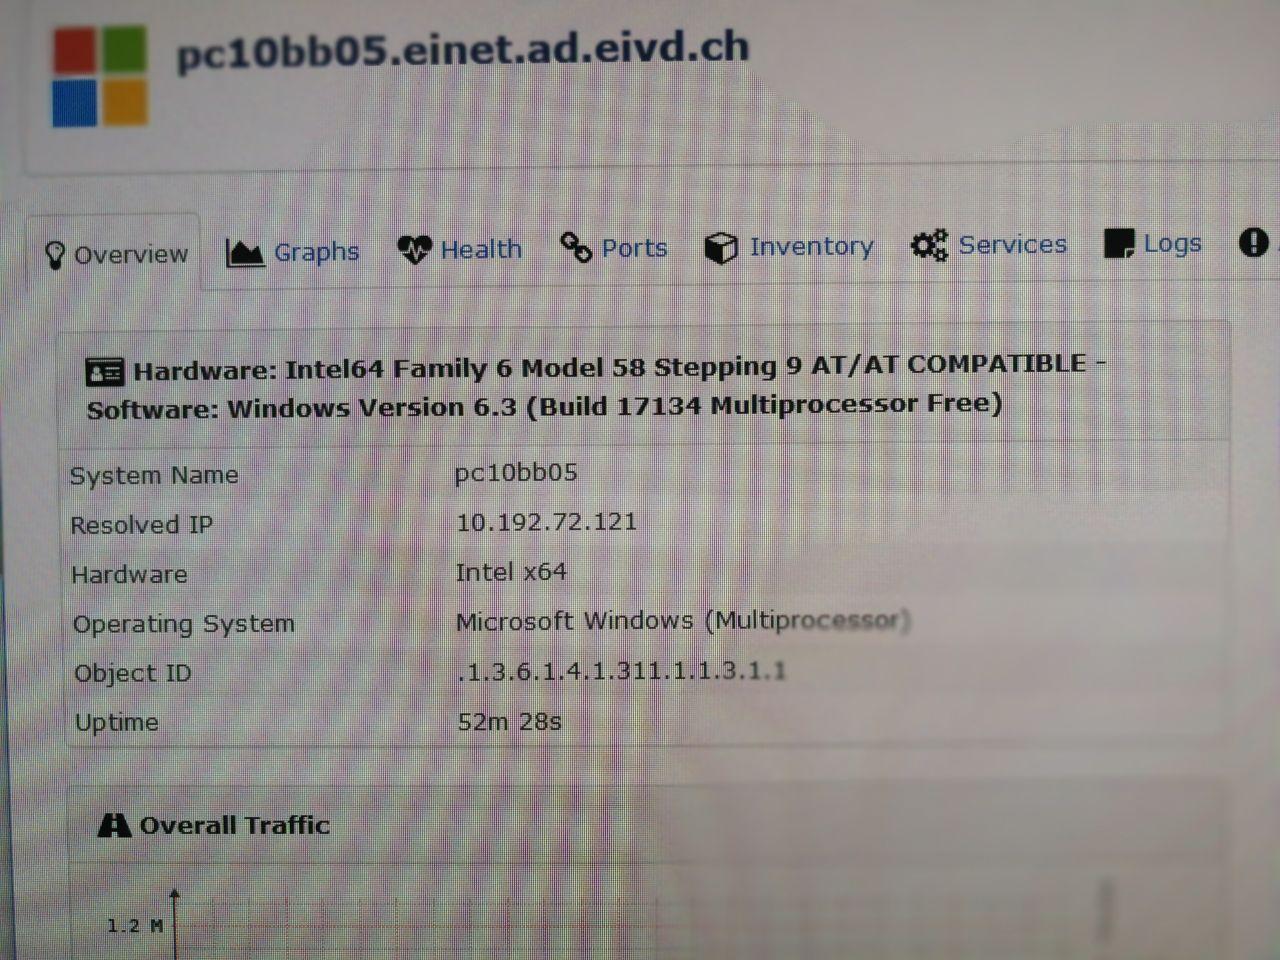 pc10bb05.einet.ad.eivd.ch
Overview Graphs Health Ports Inventory Services Logs
Hardware: Intel64 Family 6 Model 58 Stepping 9 AT/AT COMPATIBLE -
Software: Windows Version 6.3 (Build 17134 Multiprocessor Free)
System Name pc10bb05
Resolved IP 10.192.72.121
Hardware Intel x64
Operating System Microsoft Windows (Multiprocessor)
Object ID .1.3.6.1.4.1.311.1.1.3.1.1
Uptime 52m 28s
Overall Traffic
1.2 M